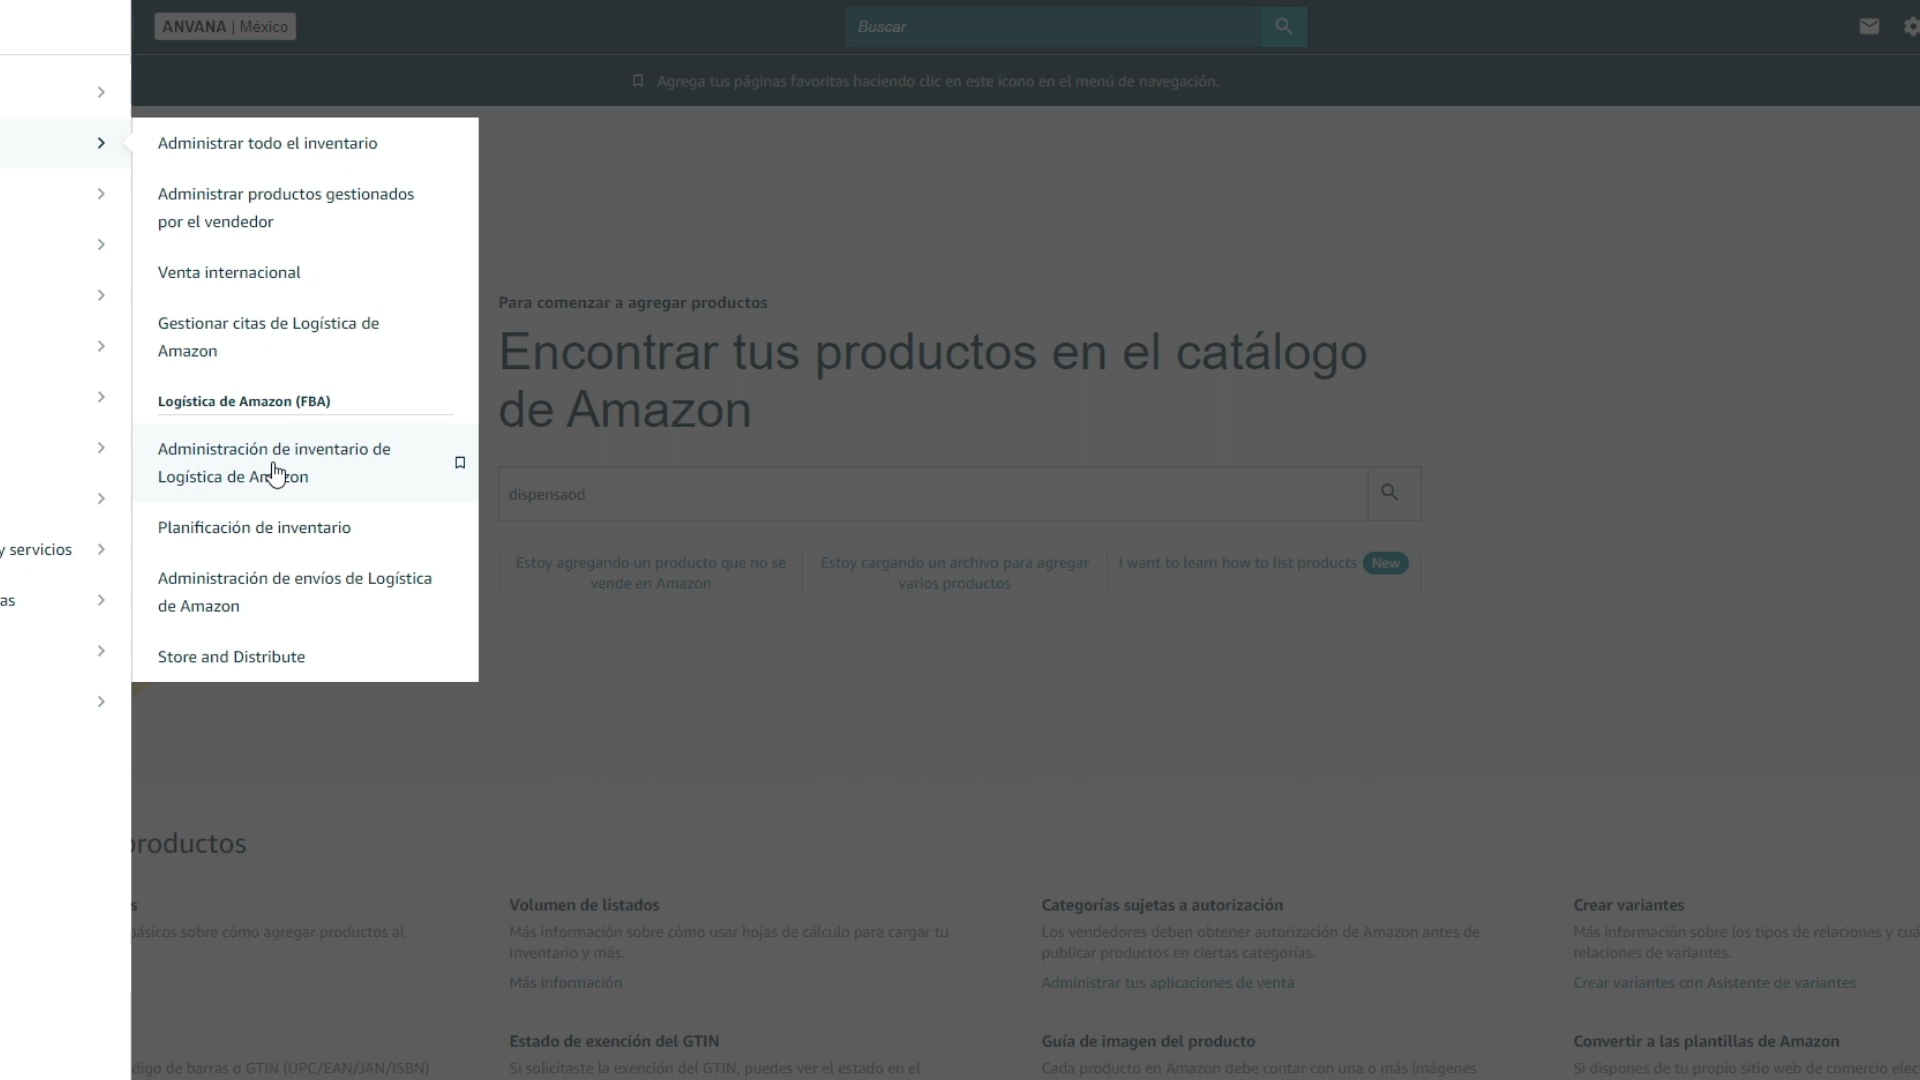 ANVANA | México
Buscar
Agrega tus páginas favoritas haciendo clic en este icono en el menú de navegación.
Administrar todo el inventario
Administrar productos gestionados
por el vendedor
Venta internacional
Gestionar citas de Logística de
Amazon
Logística de Amazon (FBA)
Administración de inventario de
Logística de Amazon
Planificación de inventario
Administración de envíos de Logística
de Amazon
Store and Distribute
y servicios
as
Para comenzar a agregar productos
Encontrar tus productos en el catálogo
de Amazon
dispensaod
Estoy agregando un producto que no se
vende en Amazon
Estoy cargando un archivo para agregar
varios productos
I want to learn how to list products New
productos
s
básicos sobre cómo agregar productos al
Volumen de listados
Más información sobre cómo usar hojas de cálculo para cargar tu
inventario y más.
Más información
Categorías sujetas a autorización
Los vendedores deben obtener autorización de Amazon antes de
publicar productos en ciertas categorías.
Administrar tus aplicaciones de venta
Crear variantes
Más información sobre los tipos de relaciones y cuá
relaciones de variantes.
Crear variantes con Asistente de variantes
digo de barras o GTIN (UPC/EAN/JAN/ISBN)
Estado de exención del GTIN
Si solicitaste la exención del GTIN, puedes ver el estado en el
Guía de imagen del producto
Cada producto en Amazon debe contar con una o más imágenes
Convertir a las plantillas de Amazon
Si dispones de tu propio sitio web de comercio elec